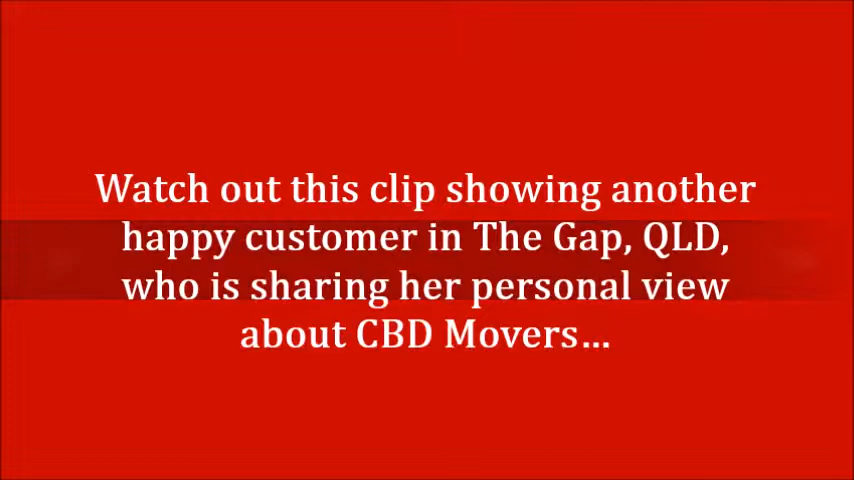 Watch out this clip showing another
happy customer in The Gap, QLD,
who is sharing her personal view
about CBD Movers...